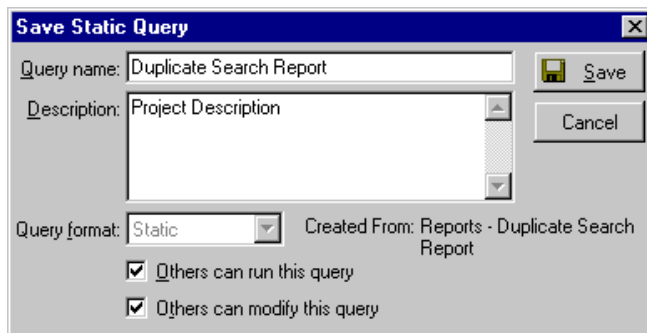 Save Static Query
Query name: Duplicate Search Report
Save
Description: Project Description
Cancel
Query format: Static
Created From: Reports - Duplicate Search
Report
Others can run this query
Others can modify this query